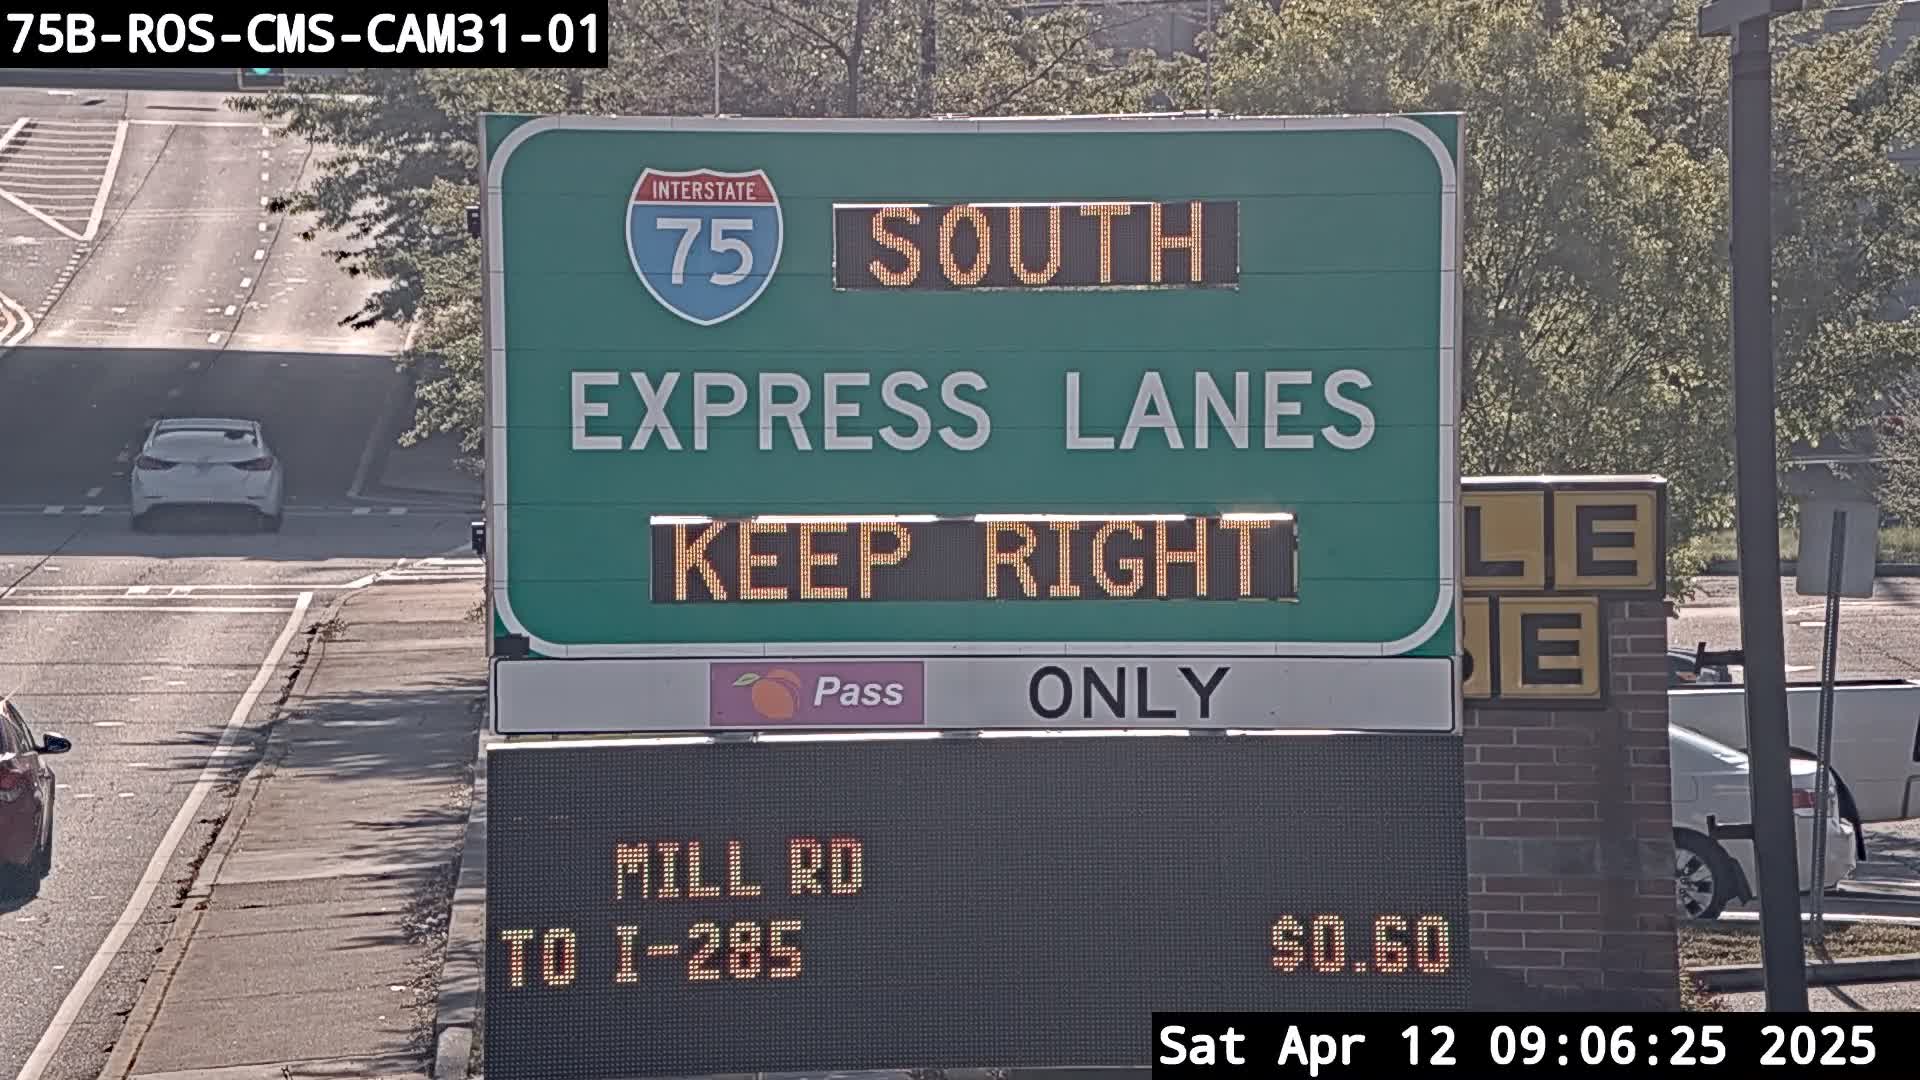 75B-ROS-CMS-CAM31-01
INTERSTATE
75
SOUTH
EXPRESS LANES
KEEP RIGHT
Pass ONLY
MILL RD
TO I-285 $0.60
LE
E
Sat Apr 12 09:06:25 2025